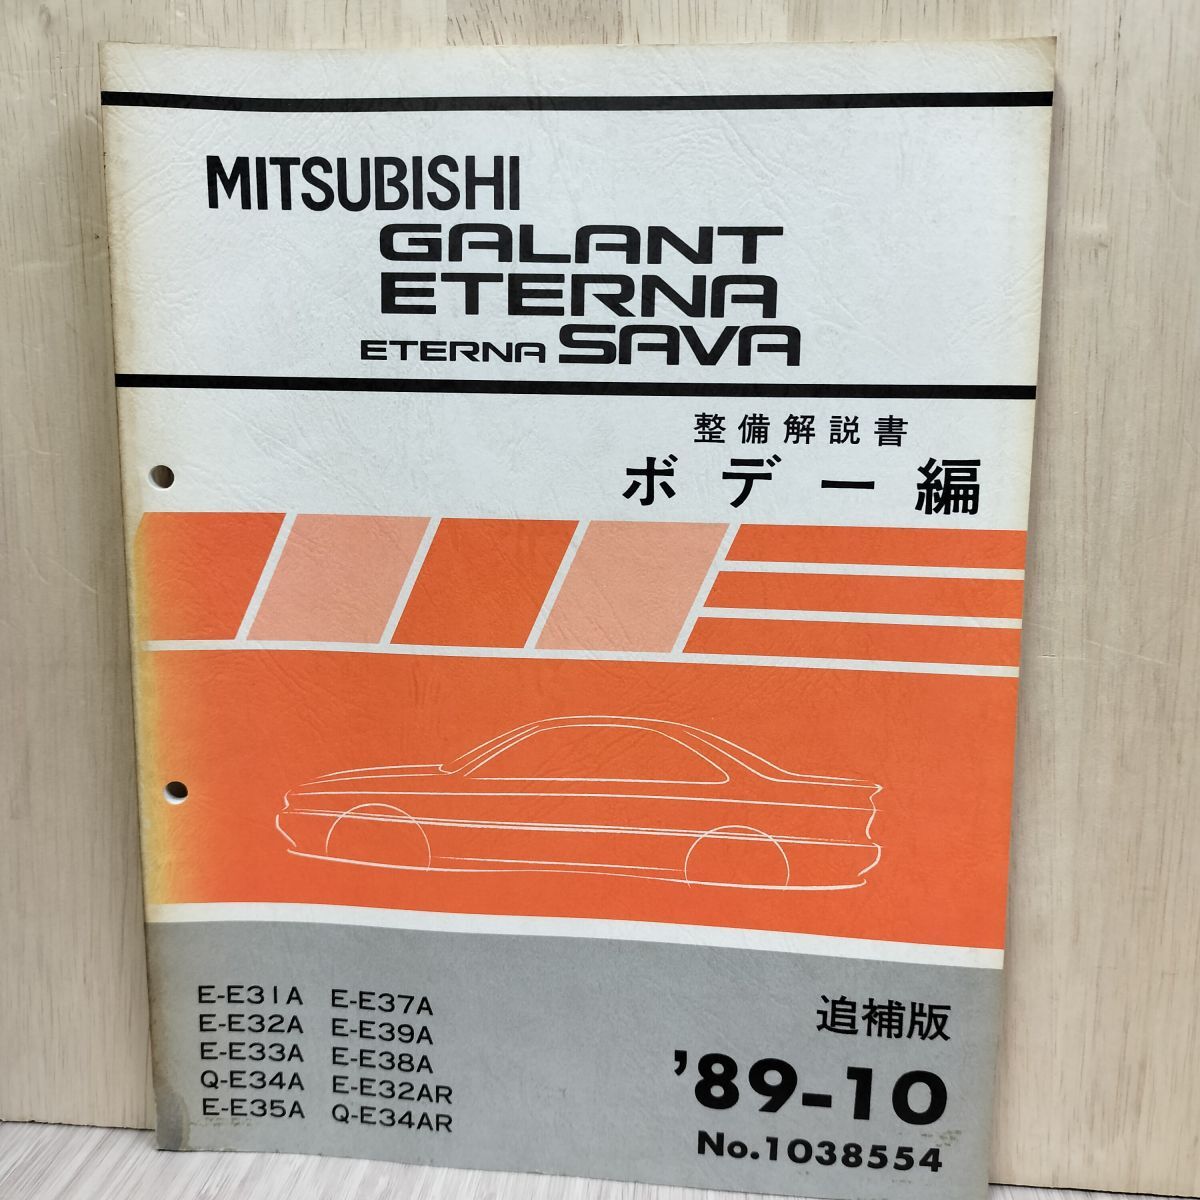 MITSUBISHI
GALANT
ETERNA
ETERNA SAVA
整備解説書
ボデー編
E-E31A
E-E32A
E-E33A
Q-E34A
E-E35A
E-E37A
E-E39A
E-E38A
E-E32AR
Q-E34AR
追補版
'89-10
No.1038554